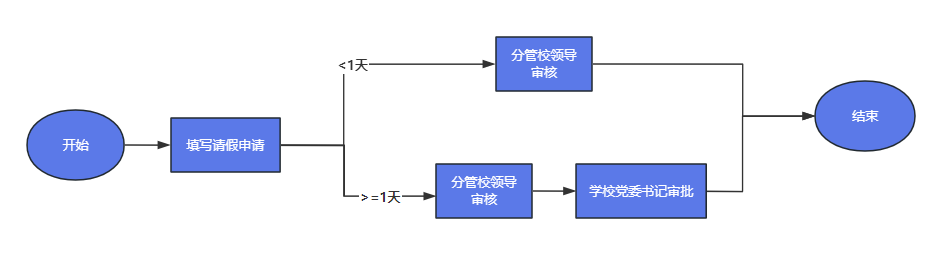 开始
填写请假申请
<1天
分管校领导
审核
>=1天
分管校领导
审核
学校党委书记审批
结束